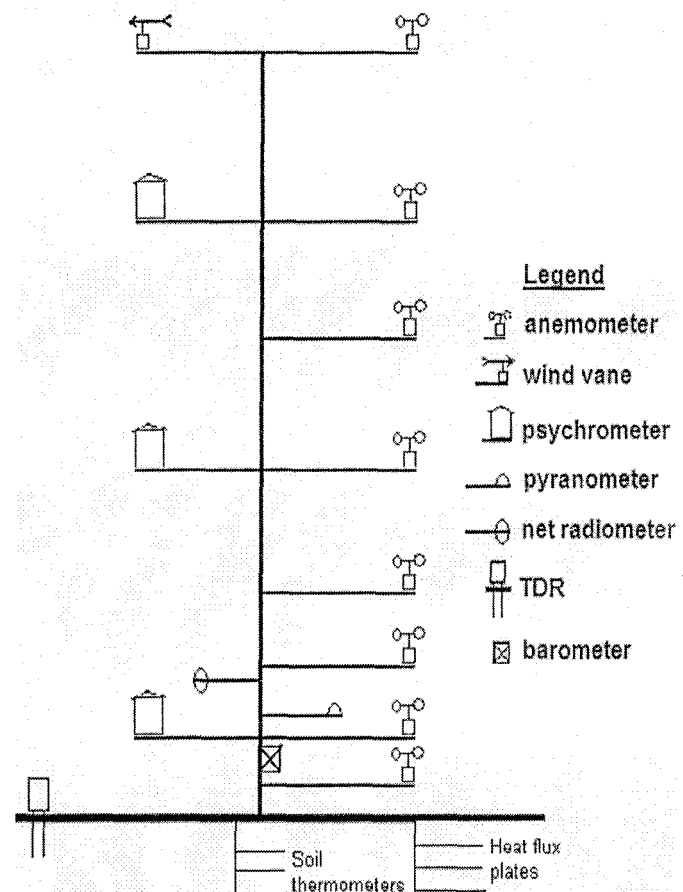 Legend
anemometer
wind vane
psychrometer
pyranometer
net radiometer
TDR
barometer
Soil
thermometers
Heat flux
plates